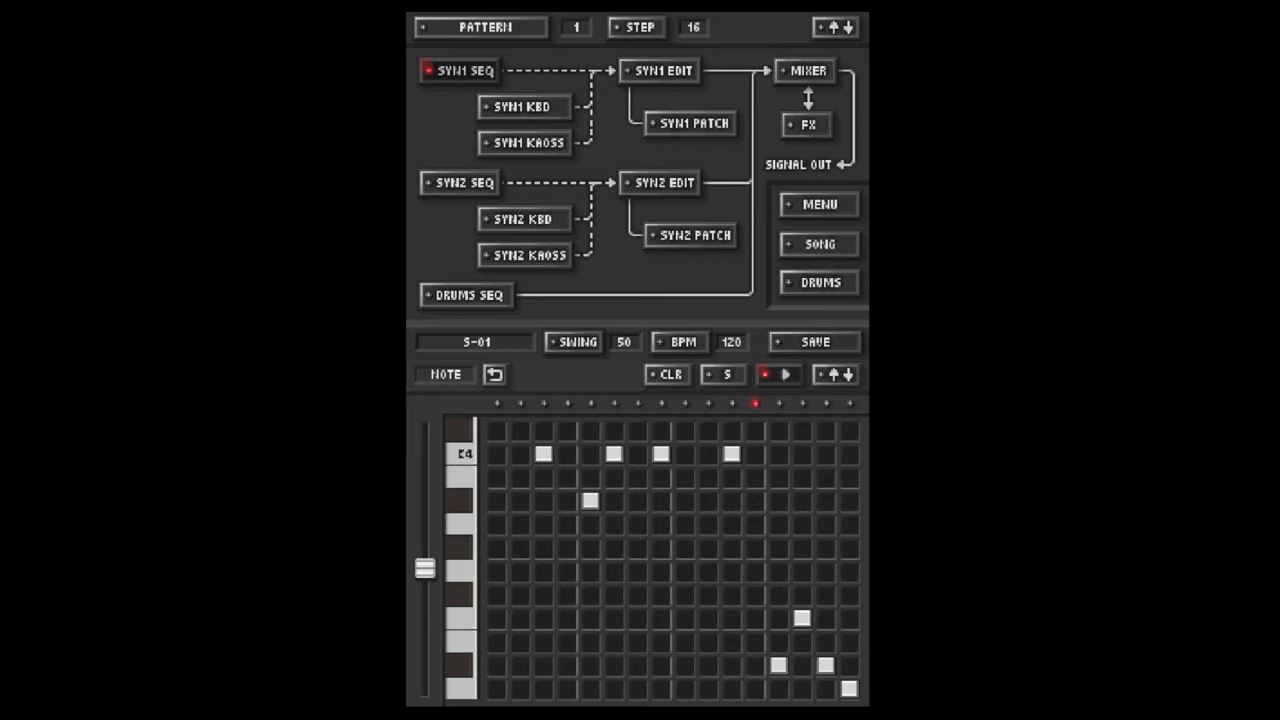 PATTERN 1 STEP 16
SYN1 SEQ SYN1 EDIT MIXER
SYN1 KBD
SYN1 PATCH FX
SYN1 KAOSS
SIGNAL OUT
SYN2 SEQ SYN2 EDIT
MENU
SYN2 KBD
SYN2 PATCH
SONG
SYN2 KAOSS
DRUMS
DRUMS SEQ
S-01 SWING 50 BPM 120 SAVE
NOTE CLR S
C4